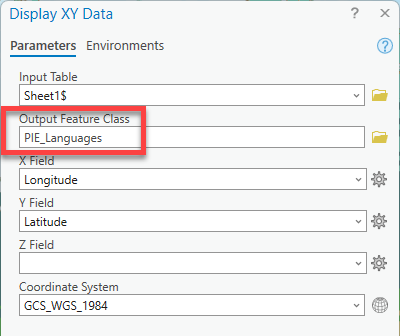 Display XY Data
Parameters Environments
Input Table
Sheet1$
Output Feature Class
PIE_Languages
X Field
Longitude
Y Field
Latitude
Z Field
Coordinate System
GCS_WGS_1984